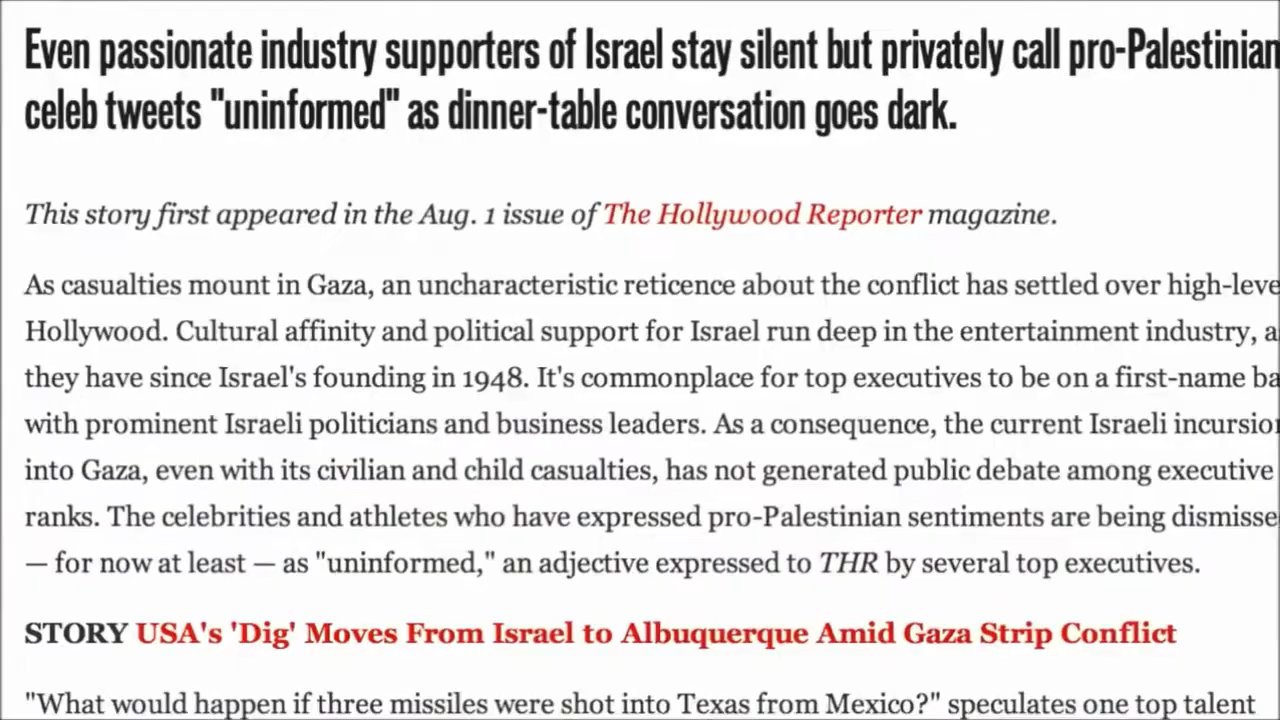 Even passionate industry supporters of Israel stay silent but privately call pro-Palestinian
celeb tweets "uninformed" as dinner-table conversation goes dark.
This story first appeared in the Aug. 1 issue of The Hollywood Reporter magazine.
As casualties mount in Gaza, an uncharacteristic reticence about the conflict has settled over high-leve
Hollywood. Cultural affinity and political support for Israel run deep in the entertainment industry, a
they have since Israel's founding in 1948. It's commonplace for top executives to be on a first-name ba
with prominent Israeli politicians and business leaders. As a consequence, the current Israeli incursion
into Gaza, even with its civilian and child casualties, has not generated public debate among executive
ranks. The celebrities and athletes who have expressed pro-Palestinian sentiments are being dismisse
— for now at least — as "uninformed," an adjective expressed to THR by several top executives.
STORY USA's 'Dig' Moves From Israel to Albuquerque Amid Gaza Strip Conflict
"What would happen if three missiles were shot into Texas from Mexico?" speculates one top talent